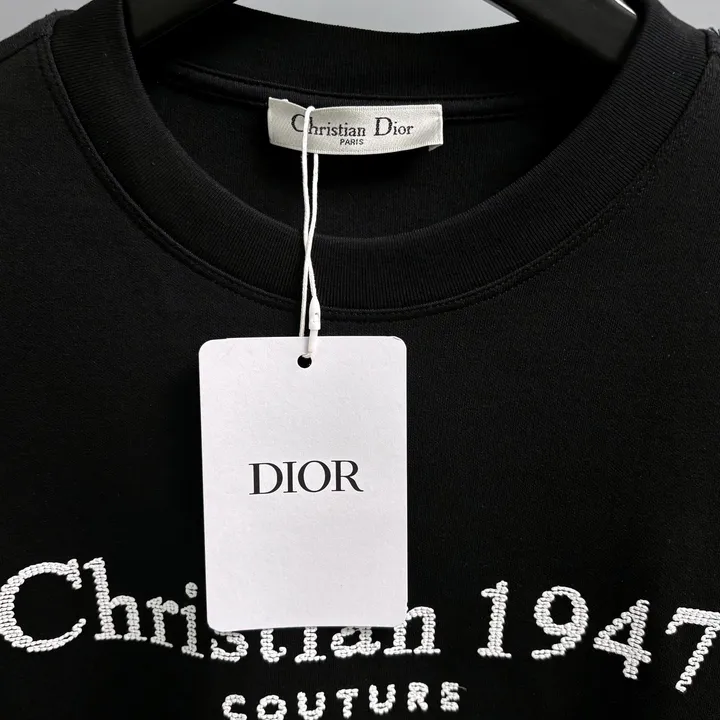 Christian Dior
PARIS
DIOR
Christian 1947
COUTURE